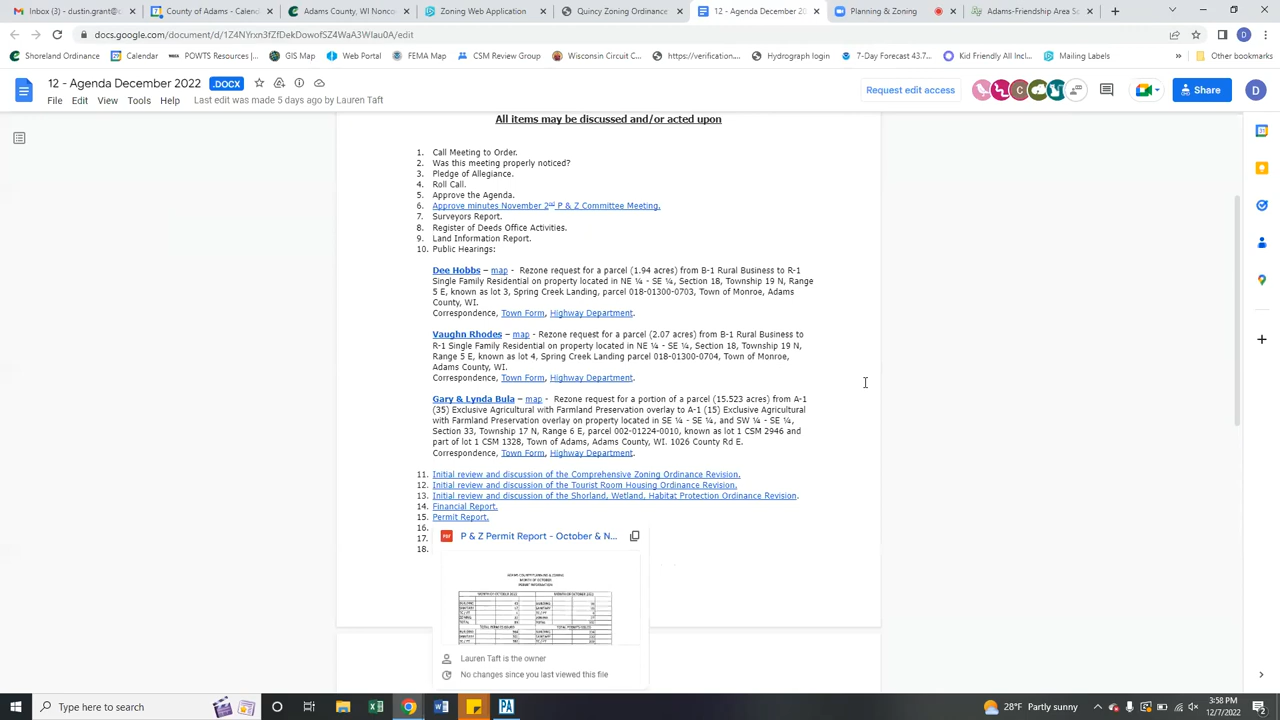 Inbox (3) - dustin.grant@
County of Adams - Calend
Adams County, WI Noncor
County of Adams
Quincy Zoning
12 - Agenda December 20
Planning & Zoning
Adams-Friendship Area Sc
docs.google.com/document/d/1Z4NYrxn3fZfDekDowofSZ4WaA3WIau0A/edit
Shoreland Ordinance
Calendar
POWTS Resources |...
GIS Map
Web Portal
FEMA Map
CSM Review Group
Wisconsin Circuit C...
https://verification....
Hydrograph login
7-Day Forecast 43.7...
Kid Friendly All Incl...
Mailing Labels
Other bookmarks
12 - Agenda December 2022 .DOCX
File Edit View Tools Help Last edit was made 5 days ago by Lauren Taft
Request edit access
C
Share
D
All items may be discussed and/or acted upon
1. Call Meeting to Order.
2. Was this meeting properly noticed?
3. Pledge of Allegiance.
4. Roll Call.
5. Approve the Agenda.
6. Approve minutes November 2nd P & Z Committee Meeting.
7. Surveyors Report.
8. Register of Deeds Office Activities.
9. Land Information Report.
10. Public Hearings:
Dee Hobbs – map - Rezone request for a parcel (1.94 acres) from B-1 Rural Business to R-1
Single Family Residential on property located in NE ¼ - SE ¼, Section 18, Township 19 N, Range
5 E, known as lot 3, Spring Creek Landing, parcel 018-01300-0703, Town of Monroe, Adams
County, WI.
Correspondence, Town Form, Highway Department.
Vaughn Rhodes – map - Rezone request for a parcel (2.07 acres) from B-1 Rural Business to
R-1 Single Family Residential on property located in NE ¼ - SE ¼, Section 18, Township 19 N,
Range 5 E, known as lot 4, Spring Creek Landing parcel 018-01300-0704, Town of Monroe,
Adams County, WI.
Correspondence, Town Form, Highway Department.
Gary & Lynda Bula – map - Rezone request for a portion of a parcel (15.523 acres) from A-1
(35) Exclusive Agricultural with Farmland Preservation overlay to A-1 (15) Exclusive Agricultural
with Farmland Preservation overlay on property located in SE ¼ - SE ¼, and SW ¼ - SE ¼,
Section 33, Township 17 N, Range 6 E, parcel 002-01224-0010, known as lot 1 CSM 2946 and
part of lot 1 CSM 1328, Town of Adams, Adams County, WI. 1026 County Rd E.
Correspondence, Town Form, Highway Department.
11. Initial review and discussion of the Comprehensive Zoning Ordinance Revision.
12. Initial review and discussion of the Tourist Room Housing Ordinance Revision.
13. Initial review and discussion of the Shorland, Wetland, Habitat Protection Ordinance Revision.
14. Financial Report.
15. Permit Report.
16.
17.
18.
P & Z Permit Report - October & N...
Lauren Taft is the owner
No changes since you last viewed this file
Type here to search
28°F Partly sunny
3:58 PM
12/7/2022